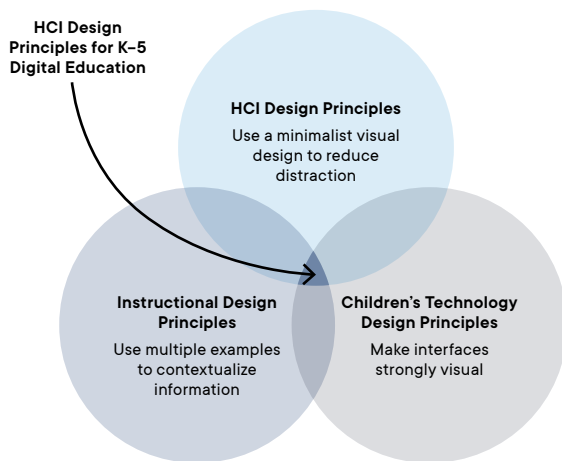 HCI Design
Principles for K–5
Digital Education
HCI Design Principles
Use a minimalist visual
design to reduce
distraction
Instructional Design
Principles
Use multiple examples
to contextualize
information
Children’s Technology
Design Principles
Make interfaces
strongly visual